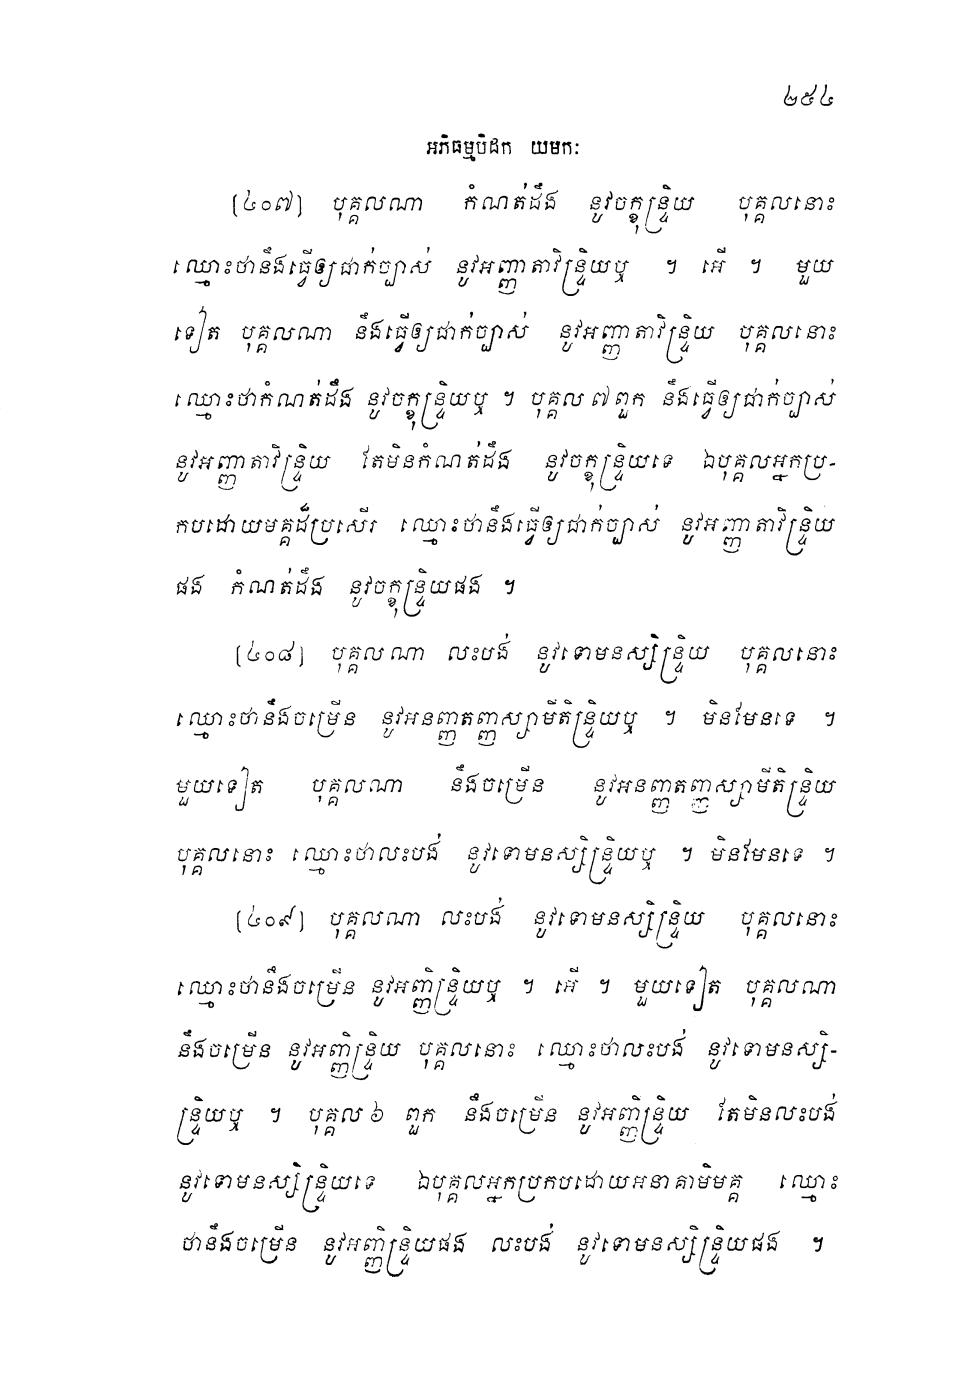 ២៥៤
អភិធម្មបិដក យមកៈ
[៤០៧] បុគ្គលណា កំណត់ដឹង នូវចក្ខុន្ទ្រិយ បុគ្គលនោះ
ឈ្មោះថានឹងធ្វើឲ្យជាក់ច្បាស់ នូវអញ្ញាតាវិន្ទ្រិយឬ ។ អើ ។ មួយ
ទៀត បុគ្គលណា នឹងធ្វើឲ្យជាក់ច្បាស់ នូវអញ្ញាតាវិន្ទ្រិយ បុគ្គលនោះ
ឈ្មោះថាកំណត់ដឹង នូវចក្ខុន្ទ្រិយឬ ។ បុគ្គល ៧ ពួក នឹងធ្វើឲ្យជាក់ច្បាស់
នូវអញ្ញាតាវិន្ទ្រិយ តែមិនកំណត់ដឹង នូវចក្ខុន្ទ្រិយទេ ឯបុគ្គលអ្នកប្រ-
កបដោយមគ្គដ៏ប្រសើរ ឈ្មោះថានឹងធ្វើឲ្យជាក់ច្បាស់ នូវអញ្ញាតាវិន្ទ្រិយ
ផង កំណត់ដឹង នូវចក្ខុន្ទ្រិយផង ។
[៤០៨] បុគ្គលណា លះបង់ នូវទោមនស្សិន្ទ្រិយ បុគ្គលនោះ
ឈ្មោះថានឹងចម្រើន នូវអនញ្ញតញ្ញស្សាមីតិន្ទ្រិយឬ ។ មិនមែនទេ ។
មួយទៀត បុគ្គលណា នឹងចម្រើន នូវអនញ្ញតញ្ញស្សាមីតិន្ទ្រិយ
បុគ្គលនោះ ឈ្មោះថាលះបង់ នូវទោមនស្សិន្ទ្រិយឬ ។ មិនមែនទេ ។
[៤០៩] បុគ្គលណា លះបង់ នូវទោមនស្សិន្ទ្រិយ បុគ្គលនោះ
ឈ្មោះថានឹងចម្រើន នូវអញ្ញិន្ទ្រិយឬ ។ អើ ។ មួយទៀត បុគ្គលណា
នឹងចម្រើន នូវអញ្ញិន្ទ្រិយ បុគ្គលនោះ ឈ្មោះថាលះបង់ នូវទោមនស្សិ-
ន្ទ្រិយឬ ។ បុគ្គល ៦ ពួក នឹងចម្រើន នូវអញ្ញិន្ទ្រិយ តែមិនលះបង់
នូវទោមនស្សិន្ទ្រិយទេ ឯបុគ្គលអ្នកប្រកបដោយអនាគាមិមគ្គ ឈ្មោះ
ថានឹងចម្រើន នូវអញ្ញិន្ទ្រិយផង លះបង់ នូវទោមនស្សិន្ទ្រិយផង ។